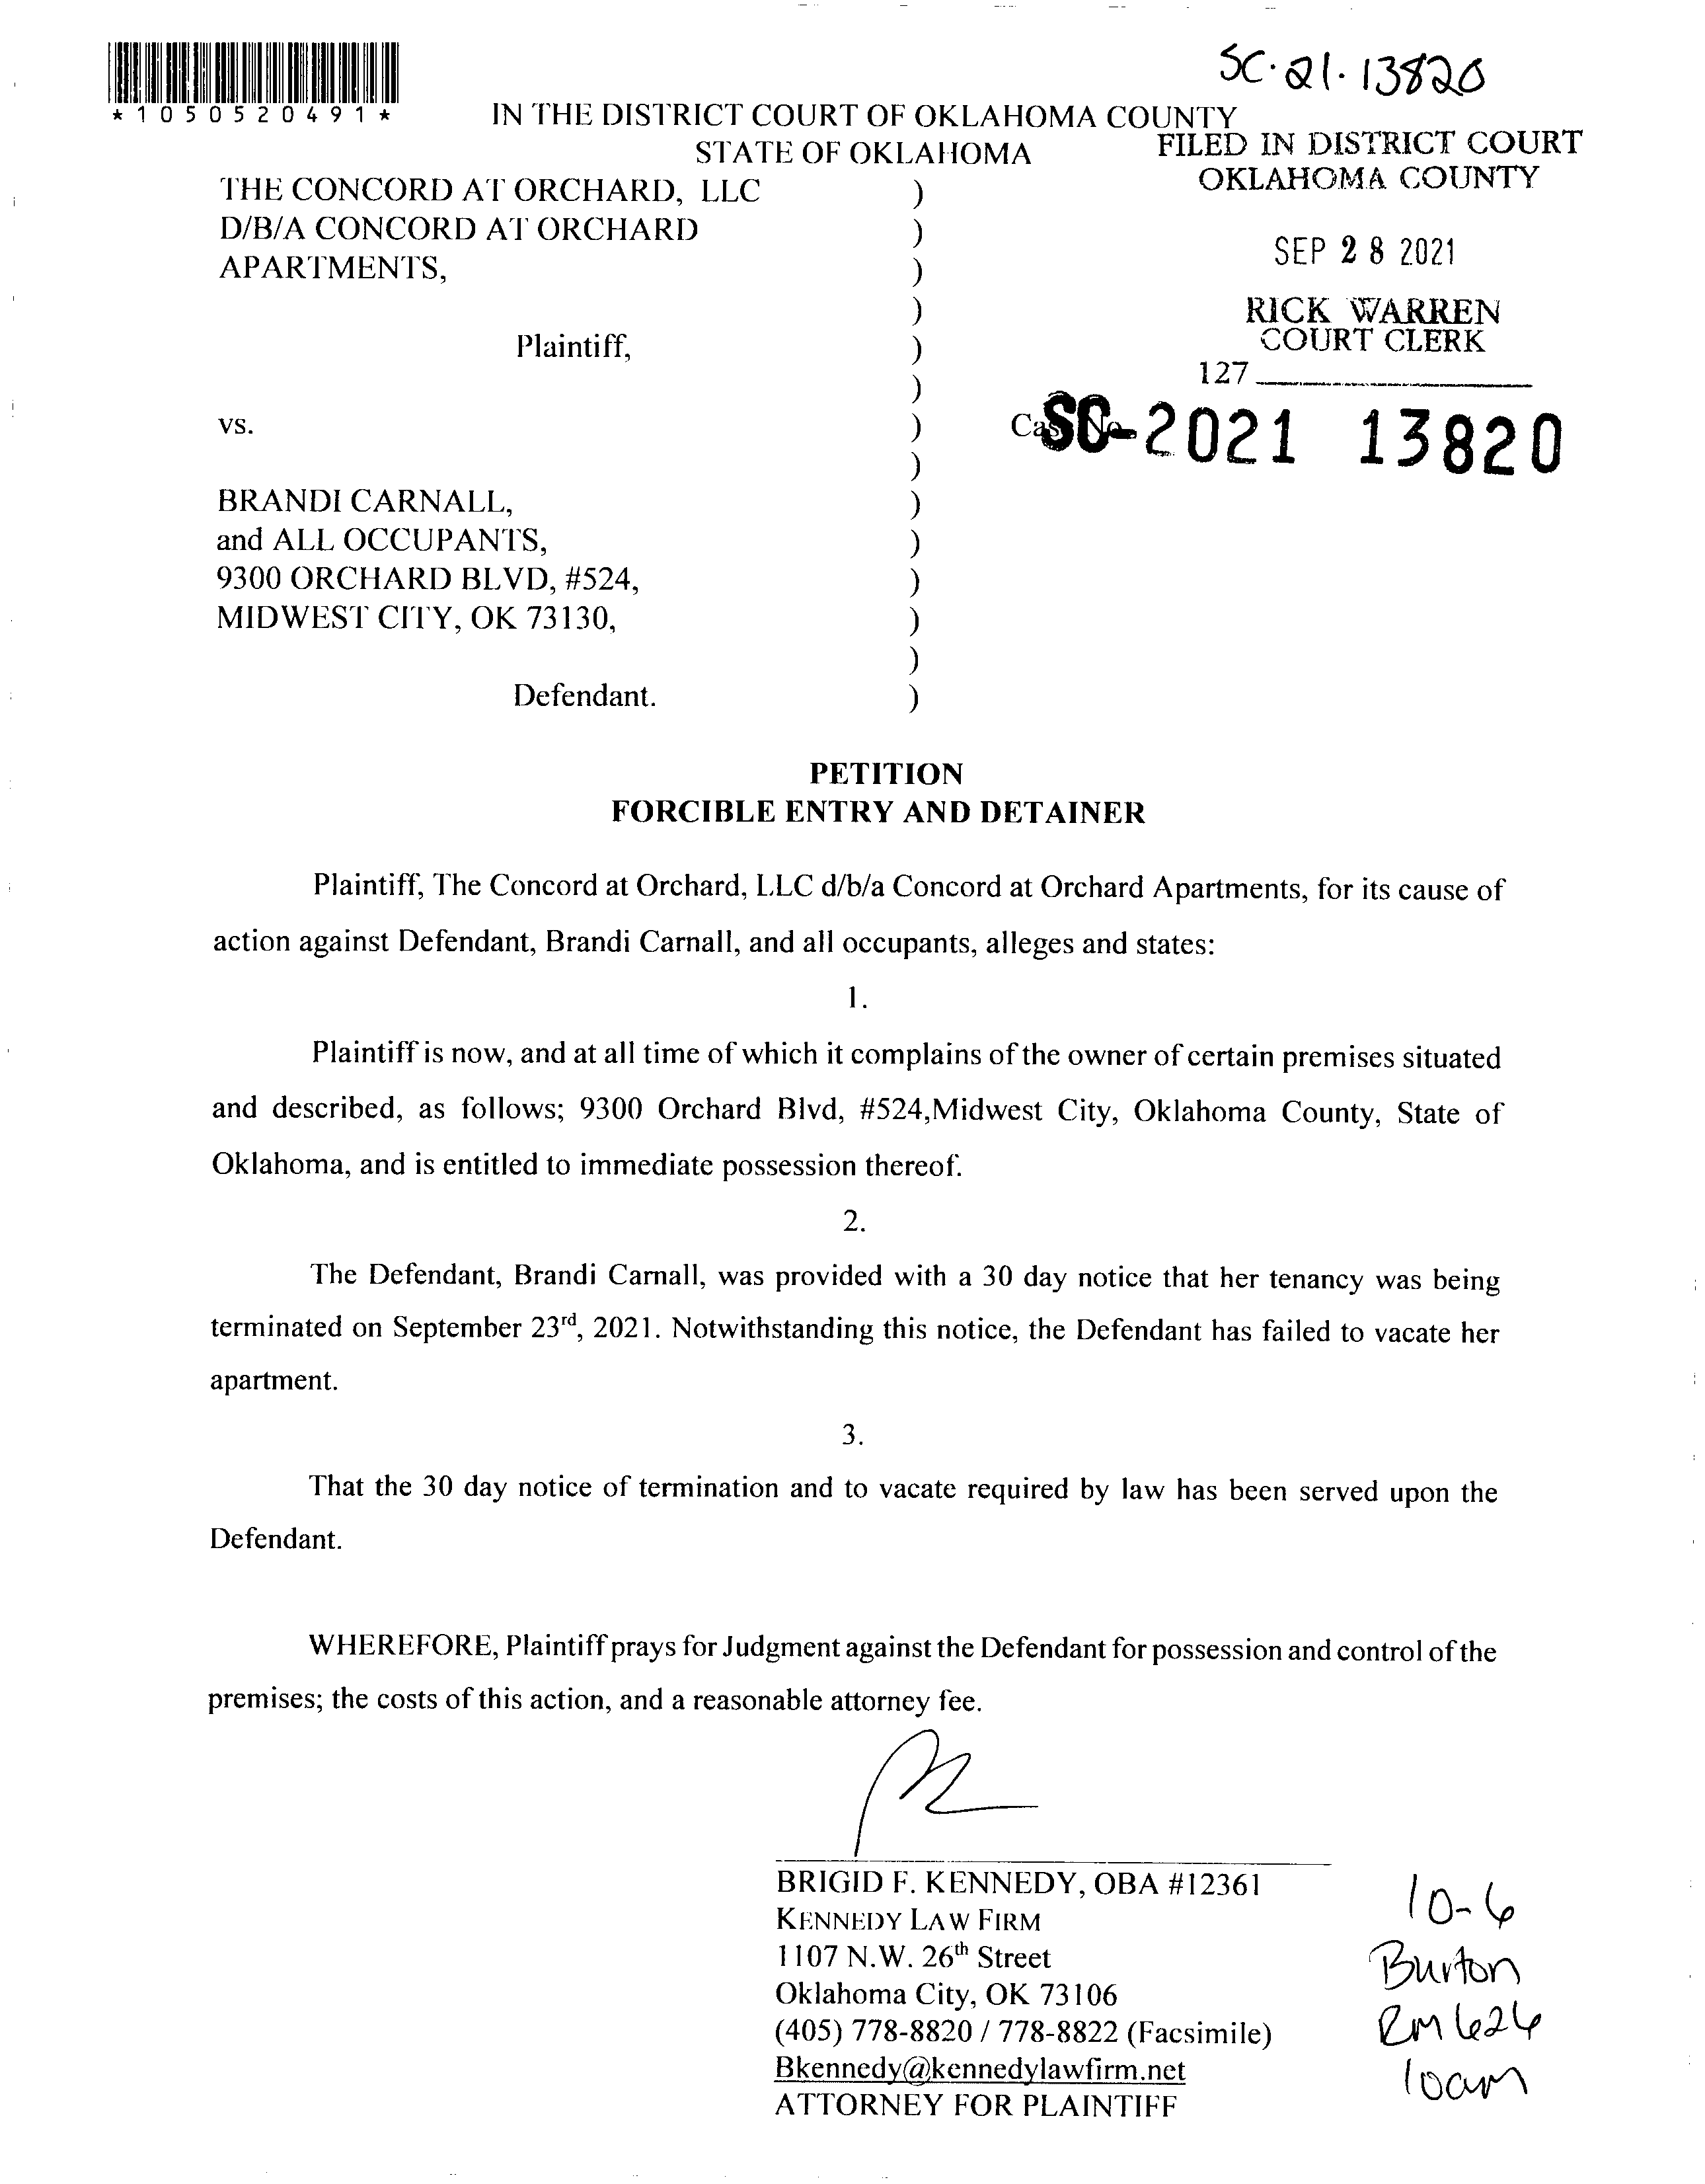 SC·21·13820
*1050520491*
IN THE DISTRICT COURT OF OKLAHOMA COUNTY
STATE OF OKLAHOMA
FILED IN DISTRICT COURT
OKLAHOMA COUNTY
SEP 28 2021
RICK WARREN
COURT CLERK
127
THE CONCORD AT ORCHARD, LLC )
D/B/A CONCORD AT ORCHARD )
APARTMENTS, )
)
Plaintiff, )
)
vs. ) Case No. SC-2021 13820
)
BRANDI CARNALL, )
and ALL OCCUPANTS, )
9300 ORCHARD BLVD, #524, )
MIDWEST CITY, OK 73130, )
)
Defendant. )
PETITION
FORCIBLE ENTRY AND DETAINER
Plaintiff, The Concord at Orchard, LLC d/b/a Concord at Orchard Apartments, for its cause of
action against Defendant, Brandi Carnall, and all occupants, alleges and states:
1.
Plaintiff is now, and at all time of which it complains of the owner of certain premises situated
and described, as follows; 9300 Orchard Blvd, #524,Midwest City, Oklahoma County, State of
Oklahoma, and is entitled to immediate possession thereof.
2.
The Defendant, Brandi Carnall, was provided with a 30 day notice that her tenancy was being
terminated on September 23rd, 2021. Notwithstanding this notice, the Defendant has failed to vacate her
apartment.
3.
That the 30 day notice of termination and to vacate required by law has been served upon the
Defendant.
WHEREFORE, Plaintiff prays for Judgment against the Defendant for possession and control of the
premises; the costs of this action, and a reasonable attorney fee.
BRIGID F. KENNEDY, OBA #12361
KENNEDY LAW FIRM
1107 N.W. 26th Street
Oklahoma City, OK 73106
(405) 778-8820 / 778-8822 (Facsimile)
Bkennedy@kennedylawfirm.net
ATTORNEY FOR PLAINTIFF
10-6
Burton
RM 626
10am